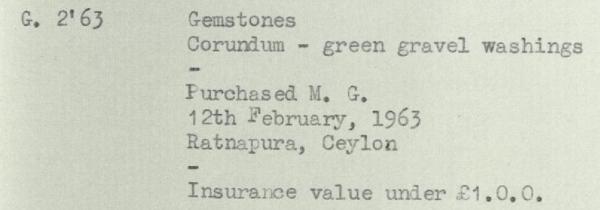 G. 2'63 Gemstones
Corundum - green gravel washings
-
Purchased M. G.
12th February, 1963
Ratnapura, Ceylon
-
Insurance value under £1.0.0.